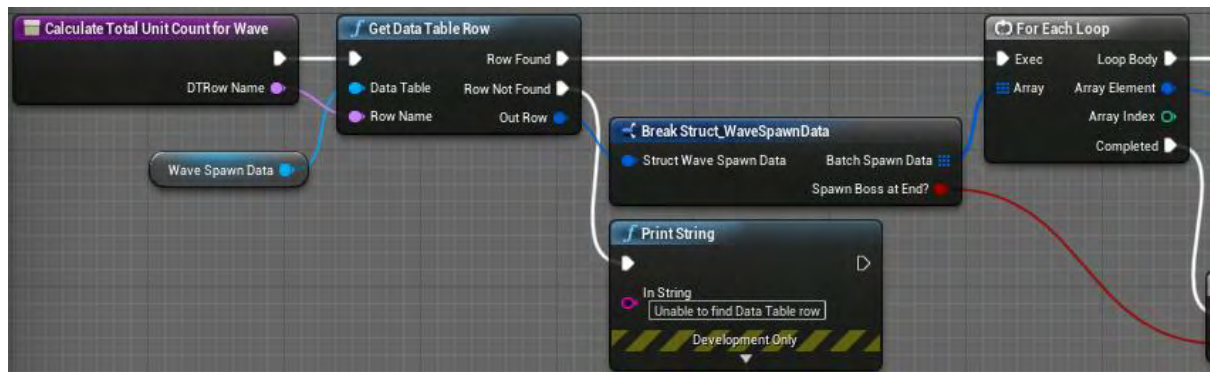 Calculate Total Unit Count for Wave
DTRow Name
Wave Spawn Data
Get Data Table Row
Row Found
Data Table
Row Not Found
Row Name
Out Row
Break Struct_WaveSpawnData
Struct Wave Spawn Data
Batch Spawn Data
Spawn Boss at End?
Print String
In String
Unable to find Data Table row
Development Only
For Each Loop
Exec
Loop Body
Array
Array Element
Array Index
Completed